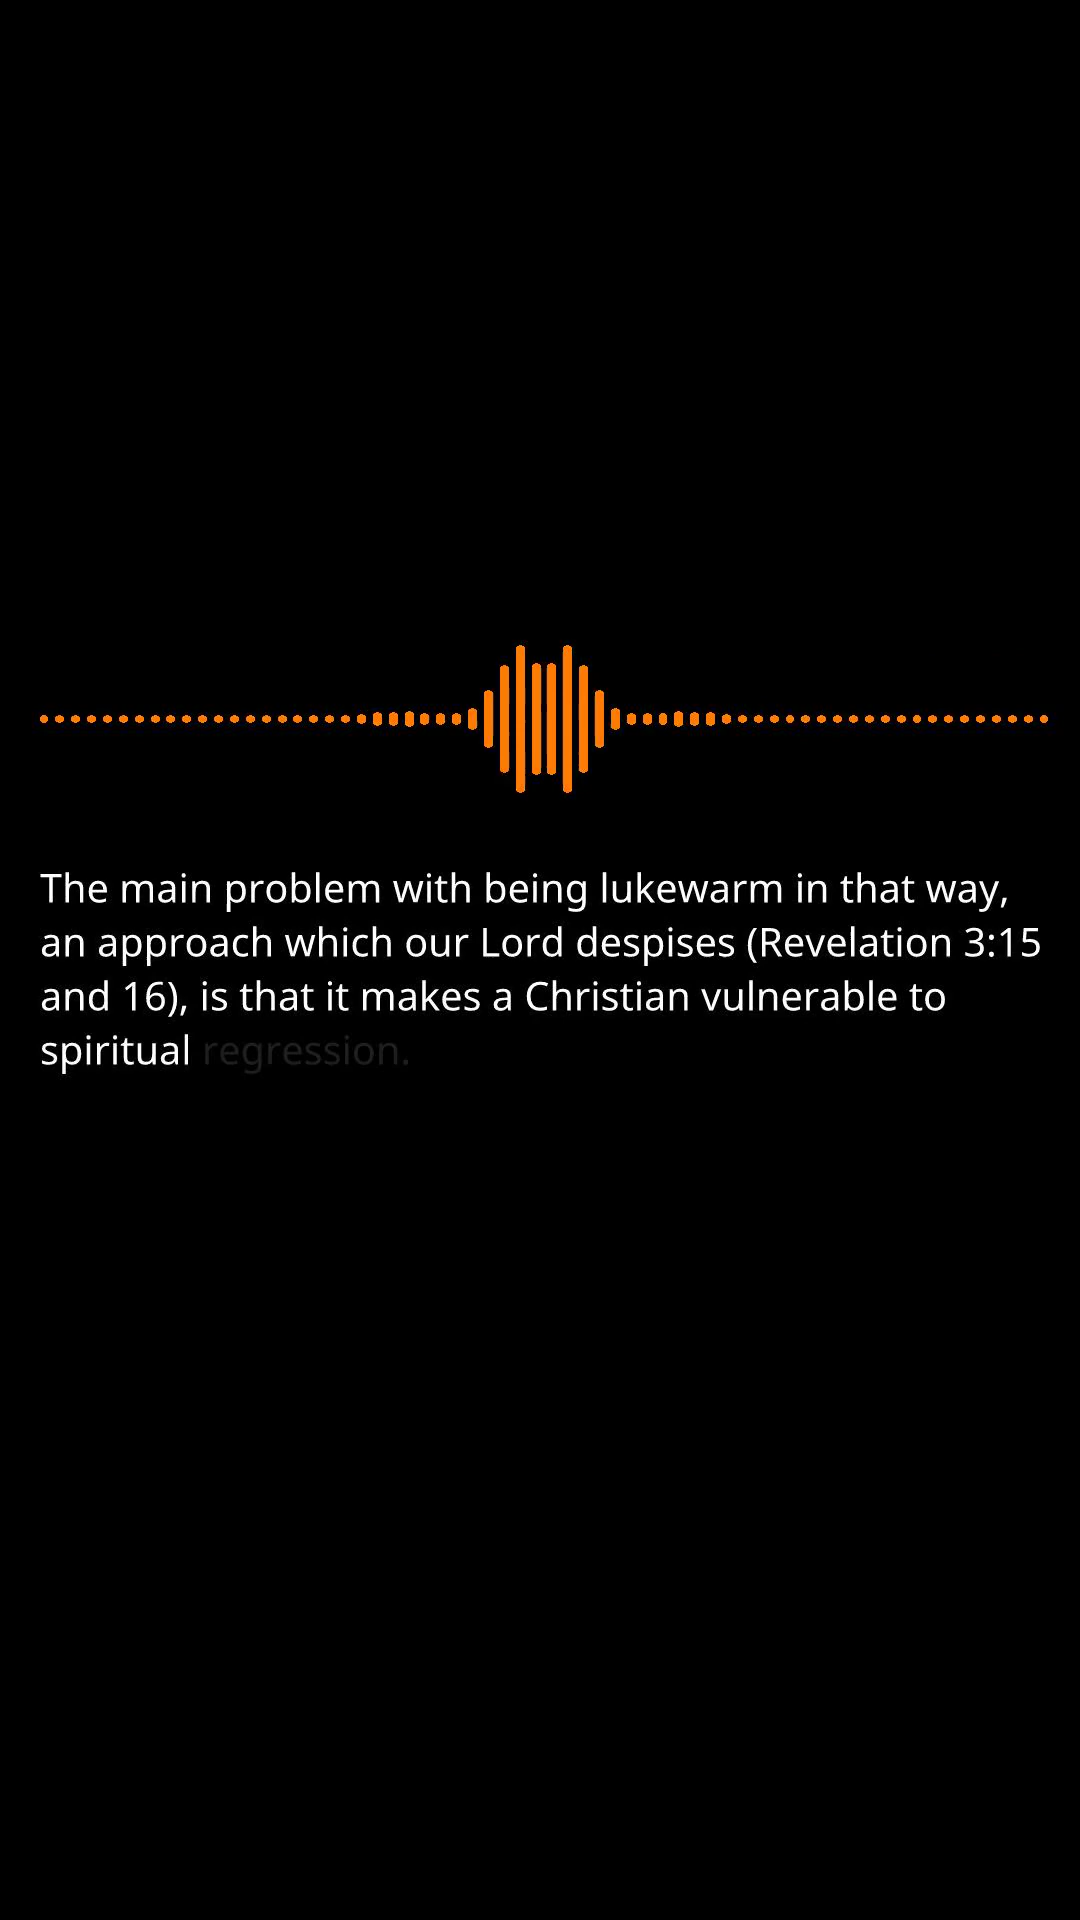 The main problem with being lukewarm in that way,
an approach which our Lord despises (Revelation 3:15
and 16), is that it makes a Christian vulnerable to
spiritual regression.